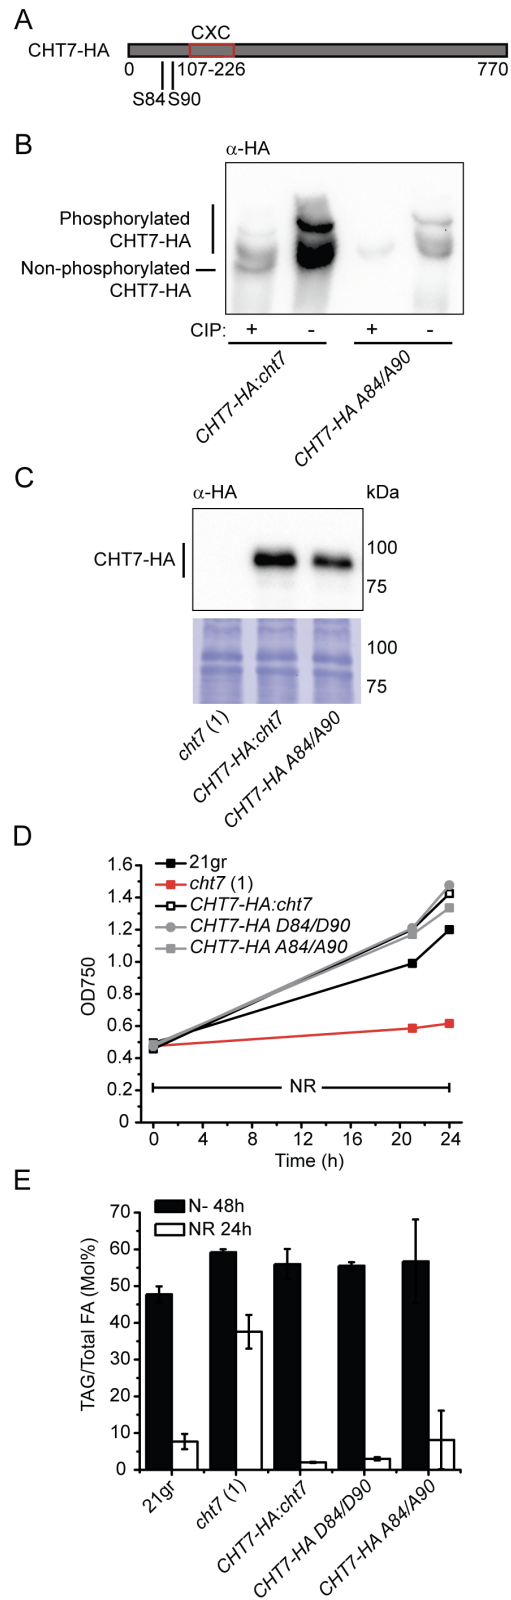 A
CXC
CHT7-HA
0 107-226 770
S84 S90
B
α-HA
Phosphorylated
CHT7-HA
Non-phosphorylated
CHT7-HA
CIP: + - + -
CHT7-HA:cht7
CHT7-HA A84/A90
C
α-HA kDa
CHT7-HA
100
75
100
75
cht7 (1)
CHT7-HA:cht7
CHT7-HA A84/A90
D
21gr
cht7 (1)
CHT7-HA:cht7
CHT7-HA D84/D90
CHT7-HA A84/A90
OD750
1.6
1.4
1.2
1.0
0.8
0.6
0.4
0.2
0
NR
0 4 8 12 16 20 24
Time (h)
E
N- 48h
NR 24h
TAG/Total FA (Mol%)
70
60
50
40
30
20
10
0
21gr
cht7 (1)
CHT7-HA:cht7
CHT7-HA D84/D90
CHT7-HA A84/A90